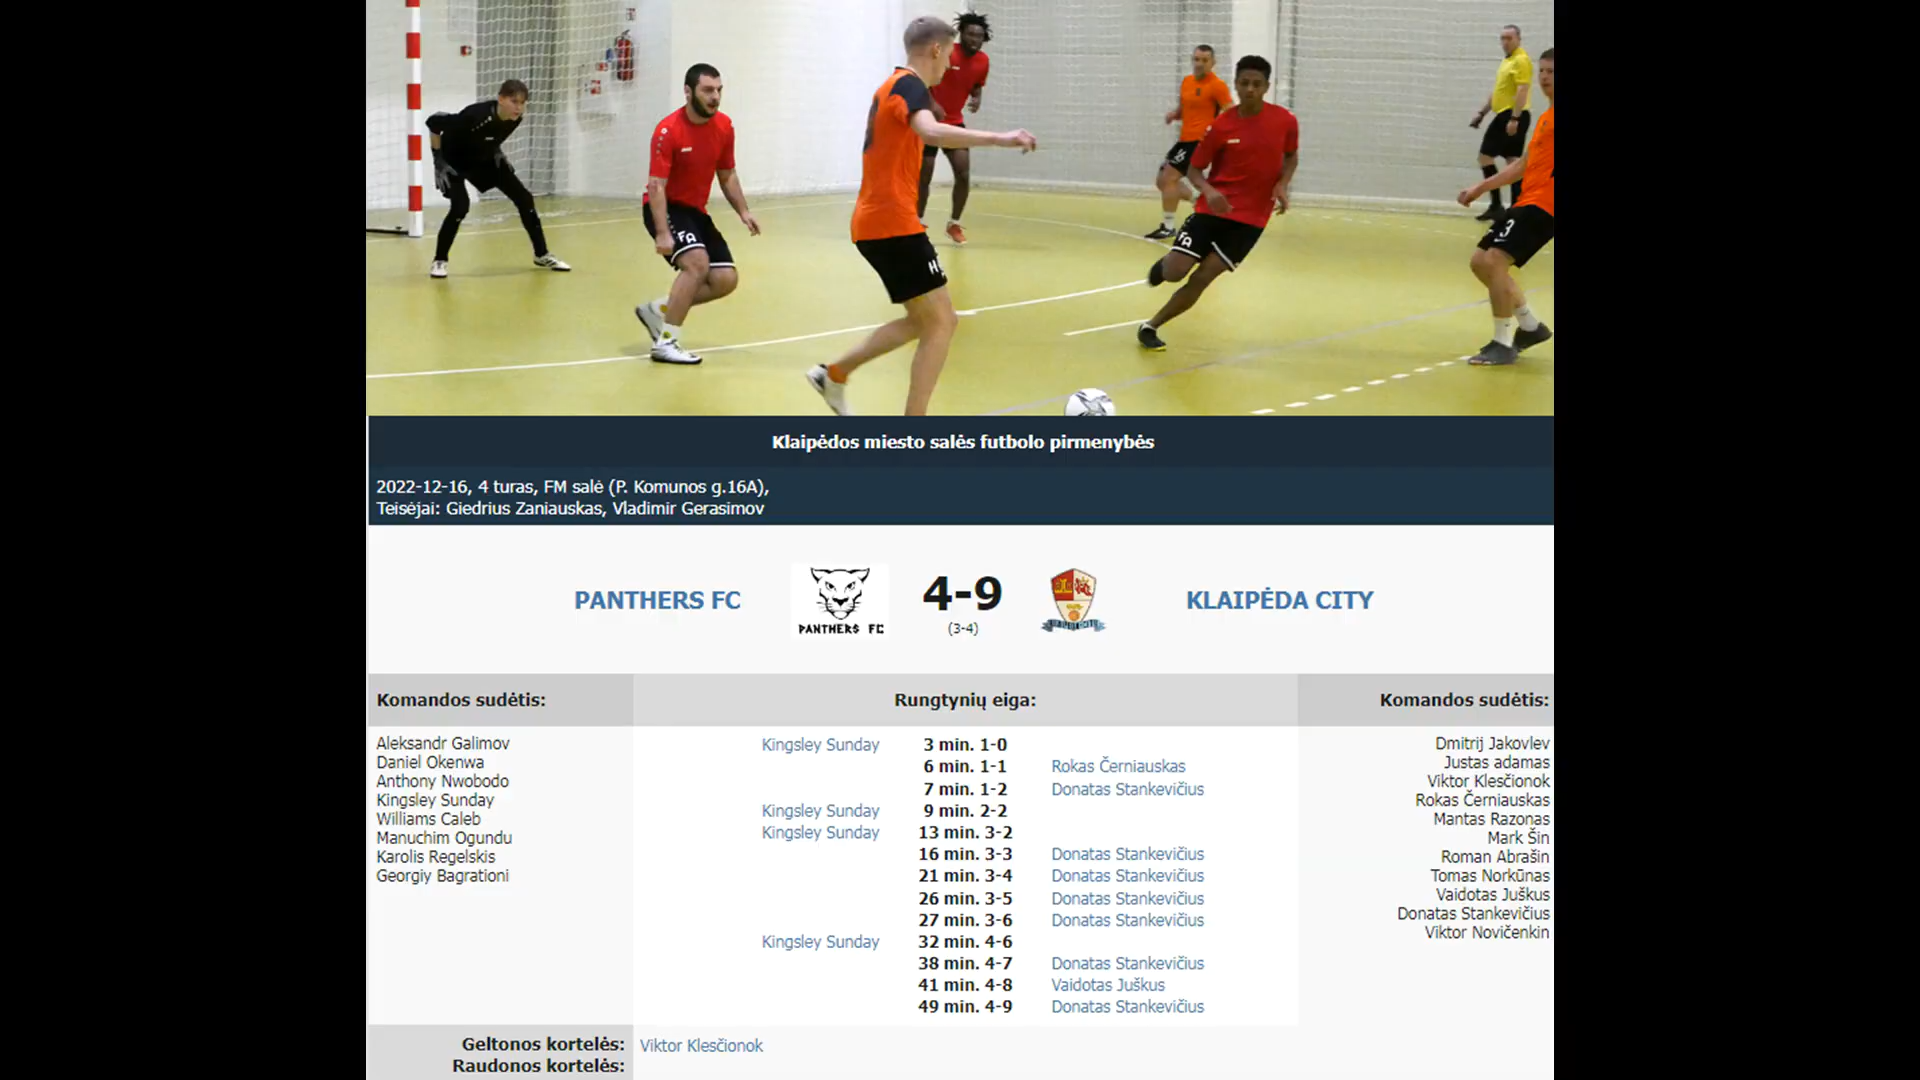 FA
H
16
FA
3
Klaipėdos miesto salės futbolo pirmenybės
2022-12-16, 4 turas, FM salė (P. Komunos g.16A),
Teisėjai: Giedrius Zaniauskas, Vladimir Gerasimov
PANTHERS FC
PANTHERS FC
4-9
(3-4)
KLAIPĖDA CITY
Komandos sudėtis:
Rungtynių eiga:
Komandos sudėtis:
Aleksandr Galimov
Daniel Okenwa
Anthony Nwobodo
Kingsley Sunday
Williams Caleb
Manuchim Ogundu
Karolis Regelskis
Georgiy Bagrationi
Kingsley Sunday 3 min. 1-0
6 min. 1-1 Rokas Černiauskas
7 min. 1-2 Donatas Stankevičius
Kingsley Sunday 9 min. 2-2
Kingsley Sunday 13 min. 3-2
16 min. 3-3 Donatas Stankevičius
21 min. 3-4 Donatas Stankevičius
26 min. 3-5 Donatas Stankevičius
27 min. 3-6 Donatas Stankevičius
Kingsley Sunday 32 min. 4-6
38 min. 4-7 Donatas Stankevičius
41 min. 4-8 Vaidotas Juškus
49 min. 4-9 Donatas Stankevičius
Dmitrij Jakovlev
Justas adamas
Viktor Klesčionok
Rokas Černiauskas
Mantas Razonas
Mark Šin
Roman Abrašin
Tomas Norkūnas
Vaidotas Juškus
Donatas Stankevičius
Viktor Novičenkin
Geltonos kortelės: Viktor Klesčionok
Raudonos kortelės: